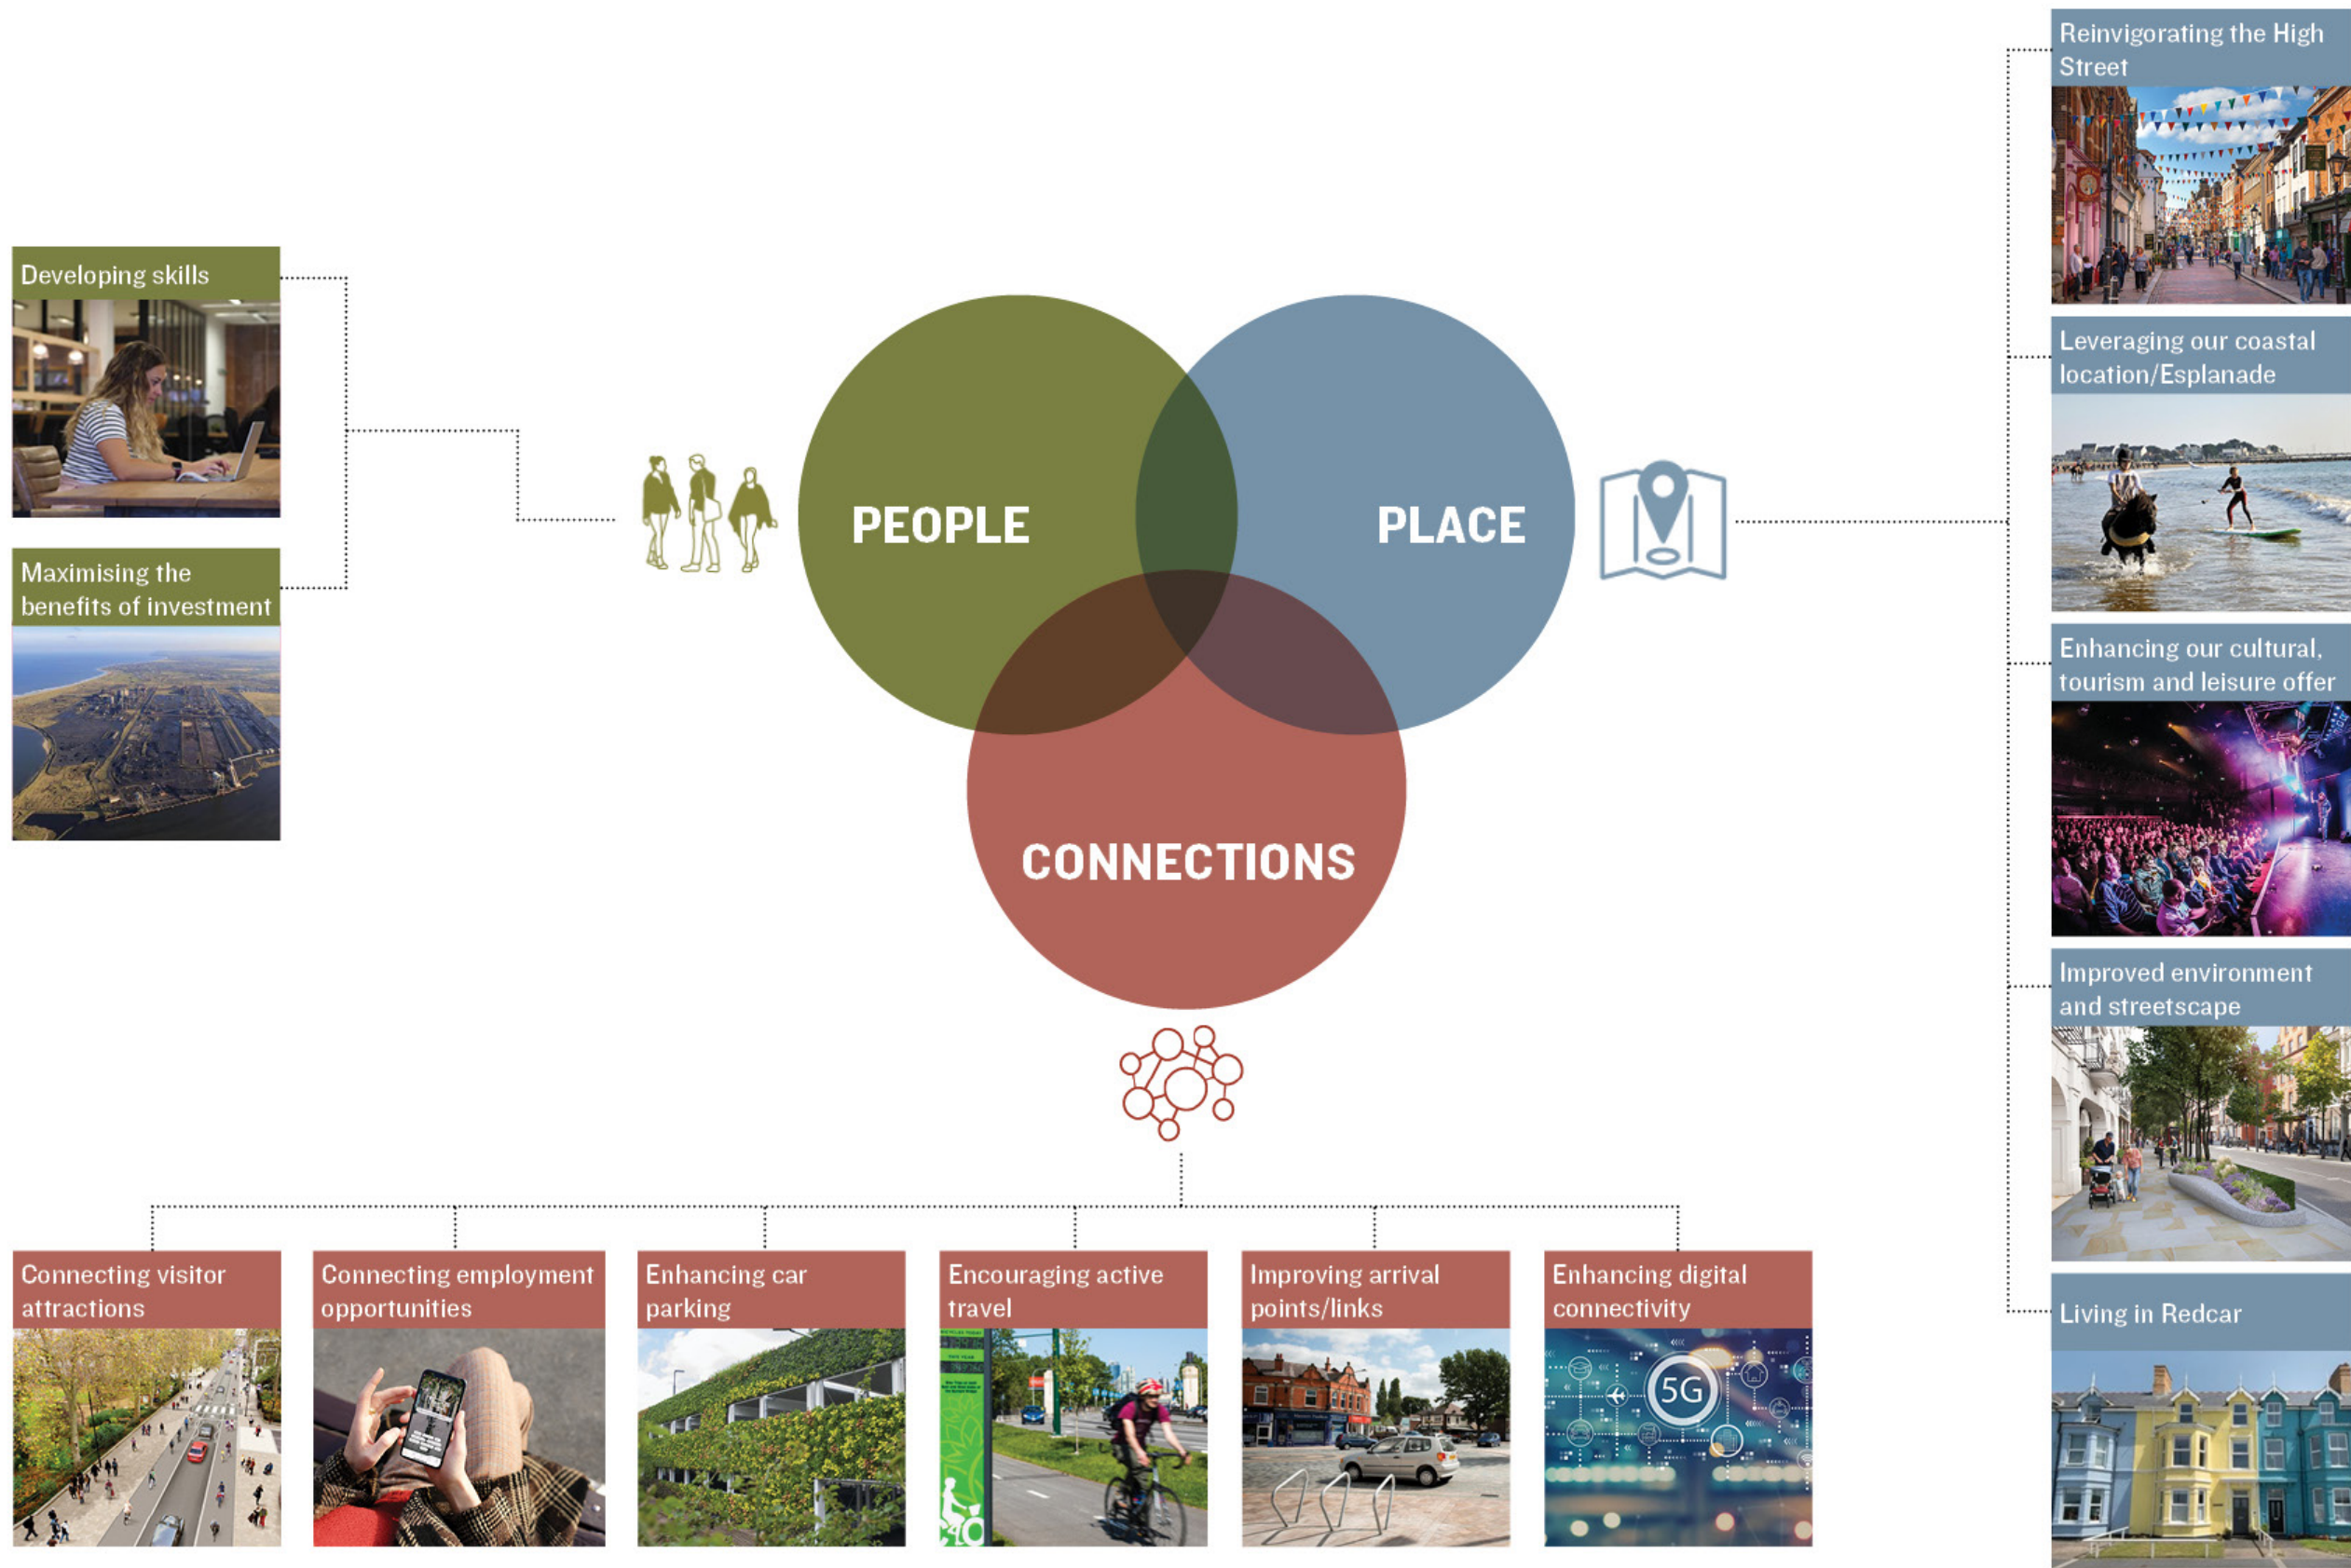 Reinvigorating the High
Street
Leveraging our coastal
location/Esplanade
Enhancing our cultural,
tourism and leisure offer
Improved environment
and streetscape
Living in Redcar
Developing skills
Maximising the
benefits of investment
PEOPLE
PLACE
CONNECTIONS
Connecting visitor
attractions
Connecting employment
opportunities
Enhancing car
parking
Encouraging active
travel
Improving arrival
points/links
Enhancing digital
connectivity
5G